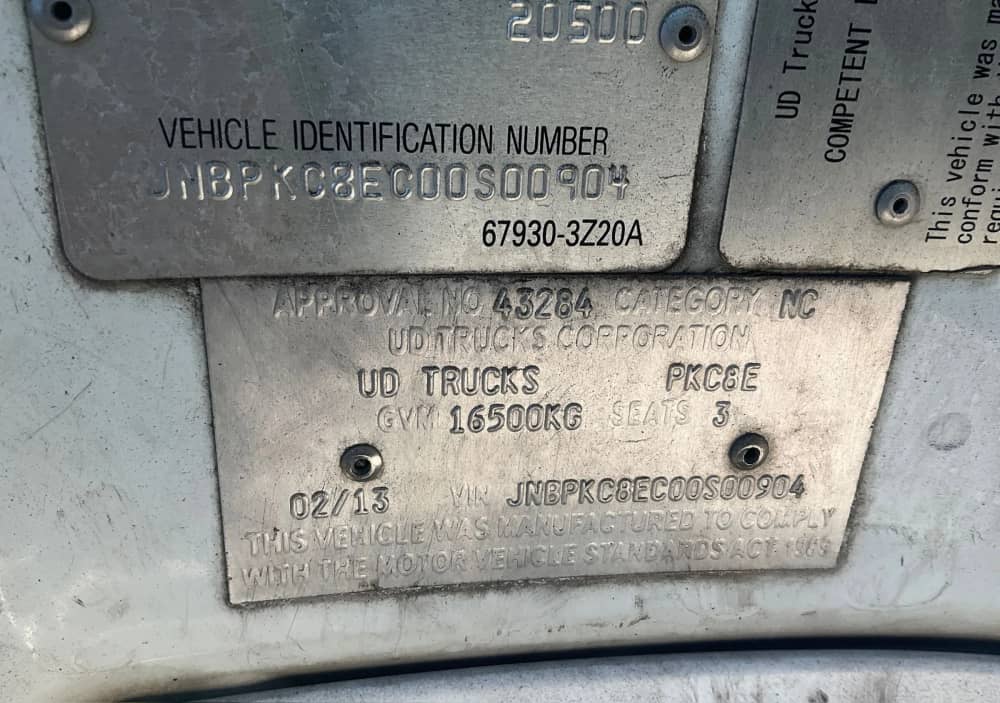 20500
VEHICLE IDENTIFICATION NUMBER
JNBPKC8EC00S00904
67930-3Z20A
UD Truck
COMPETENT
This vehicle was
conform with
APPROVAL NO 43284 CATEGORY NC
UD TRUCKS CORPORATION
UD TRUCKS PKC8E
GVM 16500KG SEATS 3
02/13 VIN JNBPKC8EC00S00904
THIS VEHICLE WAS MANUFACTURED TO COMPLY
WITH THE MOTOR VEHICLE STANDARDS ACT 1989